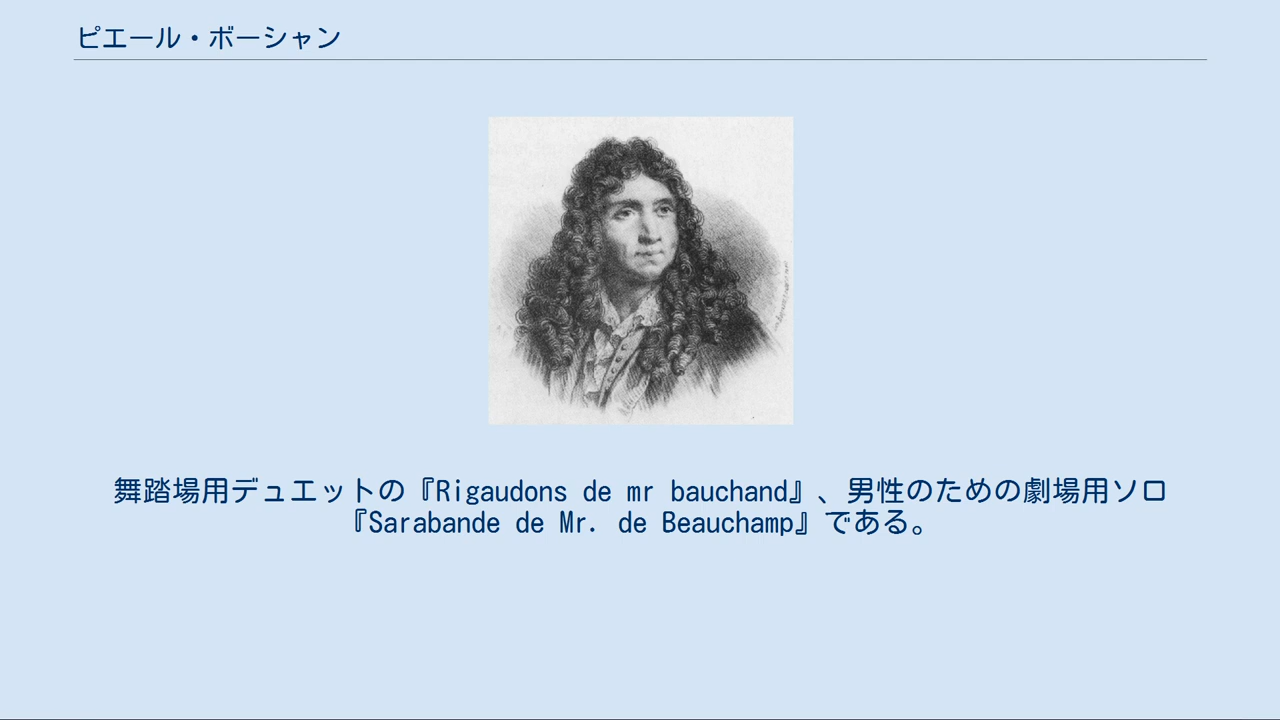 ピエール・ボーシャン
舞踏場用デュエットの『Rigaudons de mr bauchand』、男性のための劇場用ソロ
『Sarabande de Mr. de Beauchamp』である。